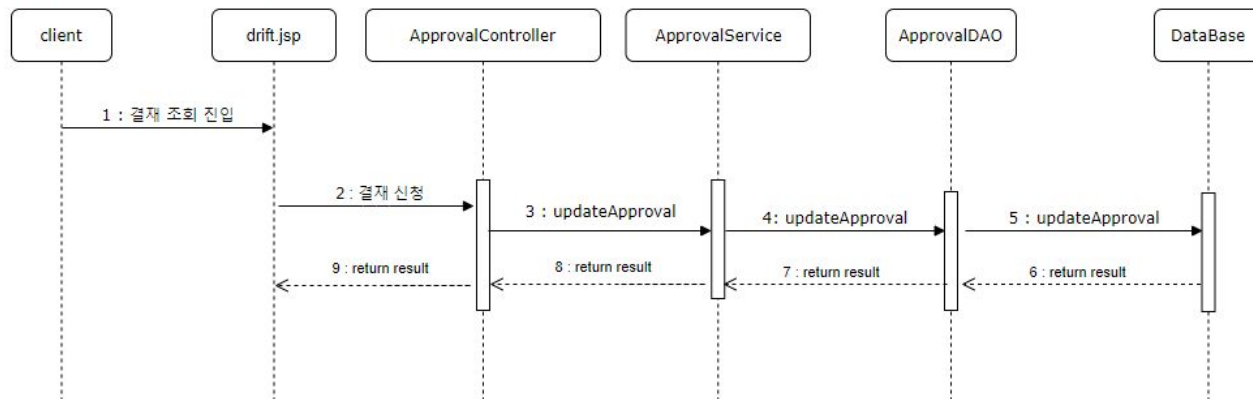 client
drift.jsp
ApprovalController
ApprovalService
ApprovalDAO
DataBase
1 : 결재 조회 진입
2 : 결재 신청
3 : updateApproval
4: updateApproval
5 : updateApproval
9 : return result
8 : return result
7 : return result
6 : return result